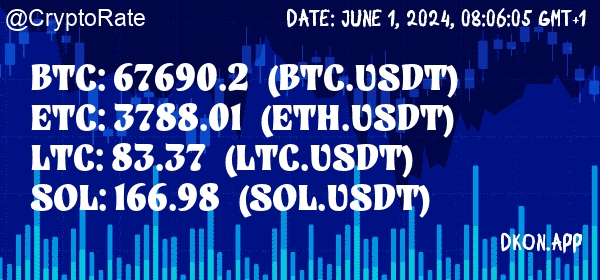 @CryptoRate
DATE: JUNE 1, 2024, 08:06:05 GMT+1
BTC: 67690.2 (BTC.USDT)
ETC: 3788.01 (ETH.USDT)
LTC: 83.37 (LTC.USDT)
SOL: 166.98 (SOL.USDT)
DKON.APP